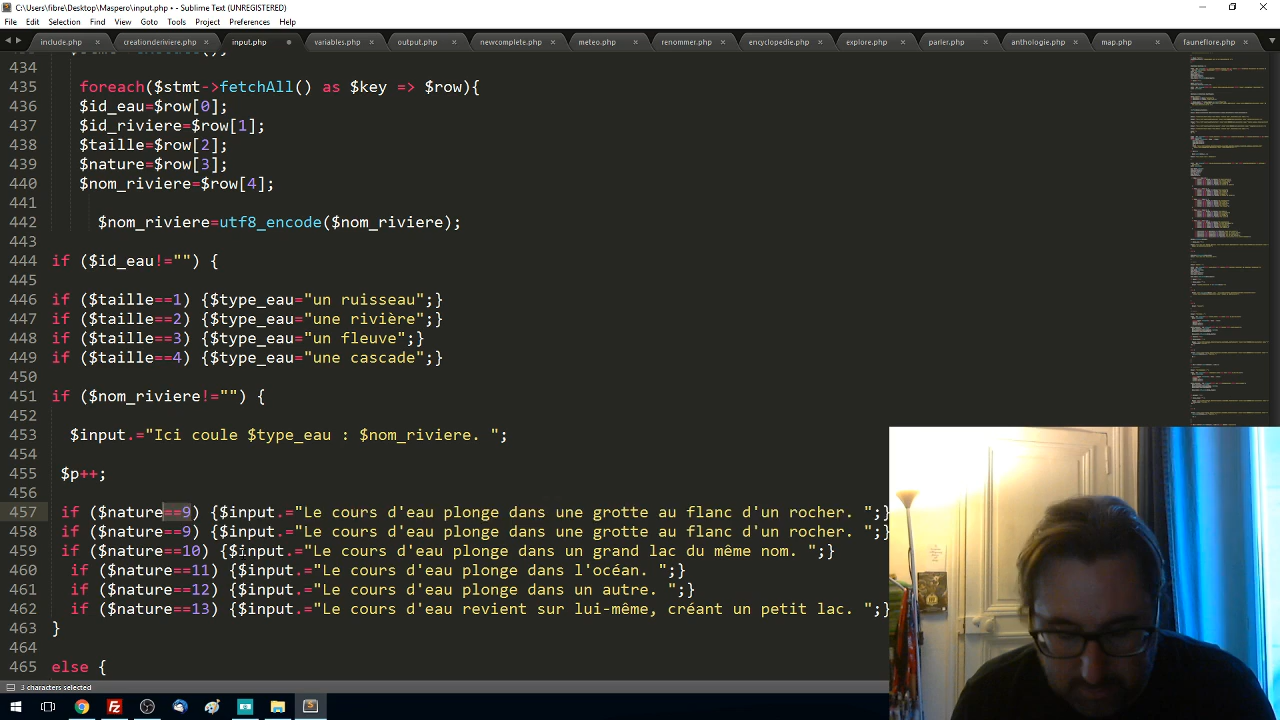 C:\Users\fibre\Desktop\Maspero\input.php • - Sublime Text (UNREGISTERED)
File Edit Selection Find View Goto Tools Project Preferences Help
include.php × creationderiviere.php × input.php variables.php × output.php × newcomplete.php × meteo.php × renommer.php × encyclopedie.php × explore.php × parler.php × anthologie.php × map.php × fauneflore.php ×
434
435 foreach($stmt->fetchAll() as $key => $row){
436 $id_eau=$row[0];
437 $id_riviere=$row[1];
438 $taille=$row[2];
439 $nature=$row[3];
440 $nom_riviere=$row[4];
441
442 $nom_riviere=utf8_encode($nom_riviere);
443
444 if ($id_eau!="") {
445
446 if ($taille==1) {$type_eau="un ruisseau";}
447 if ($taille==2) {$type_eau="une rivière";}
448 if ($taille==3) {$type_eau="un fleuve";}
449 if ($taille==4) {$type_eau="une cascade";}
450
451 if ($nom_riviere!="") {
452
453 $input.="Ici coule $type_eau : $nom_riviere. ";
454
455 $p++;
456
457 if ($nature==9) {$input.="Le cours d'eau plonge dans une grotte au flanc d'un rocher. ";}
458 if ($nature==9) {$input.="Le cours d'eau plonge dans une grotte au flanc d'un rocher. ";}
459 if ($nature==10) {$input.="Le cours d'eau plonge dans un grand lac du même nom. ";}
460 if ($nature==11) {$input.="Le cours d'eau plonge dans l'océan. ";}
461 if ($nature==12) {$input.="Le cours d'eau plonge dans un autre. ";}
462 if ($nature==13) {$input.="Le cours d'eau revient sur lui-même, créant un petit lac. ";}
463 }
464
465 else {
3 characters selected